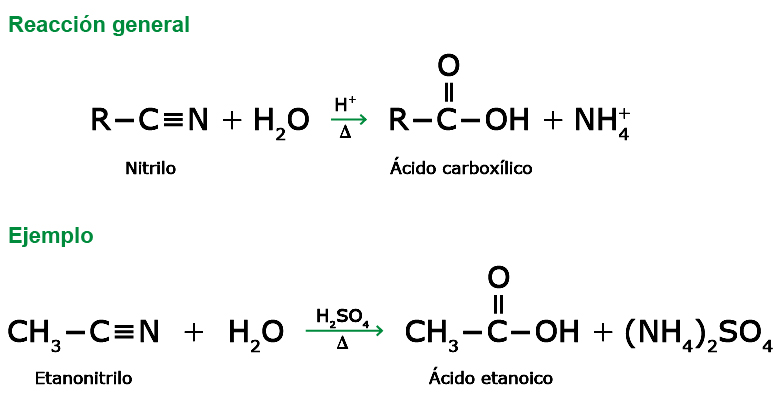 Reacción general
O
R−C≡N + H₂O H⁺ Δ R−C−OH + NH₄⁺
Nitrilo Ácido carboxílico
Ejemplo
O
CH₃−C≡N + H₂O H₂SO₄ Δ CH₃−C−OH + (NH₄)₂SO₄
Etanonitrilo Ácido etanoico